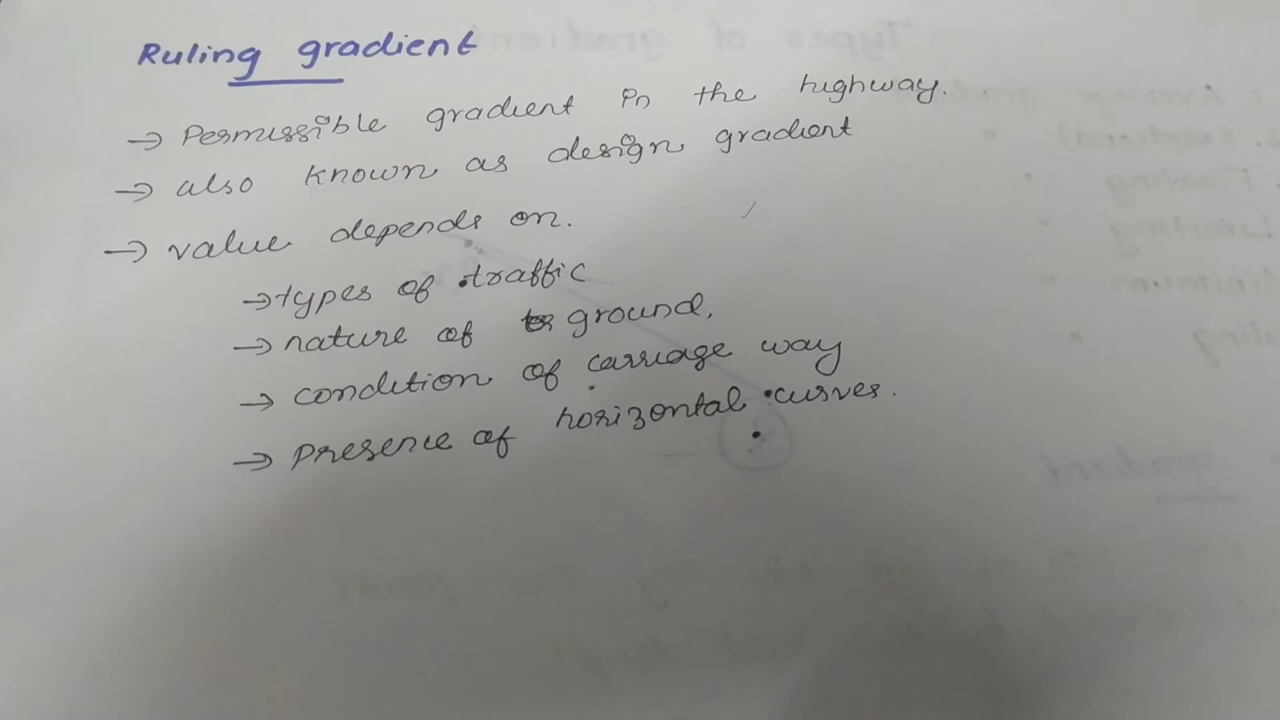 Ruling gradient
→ Permissible gradient in the highway.
→ also known as design gradient
→ value depends on.
→ types of traffic
→ nature of ground,
→ condition of carriage way
→ presence of horizontal curves.